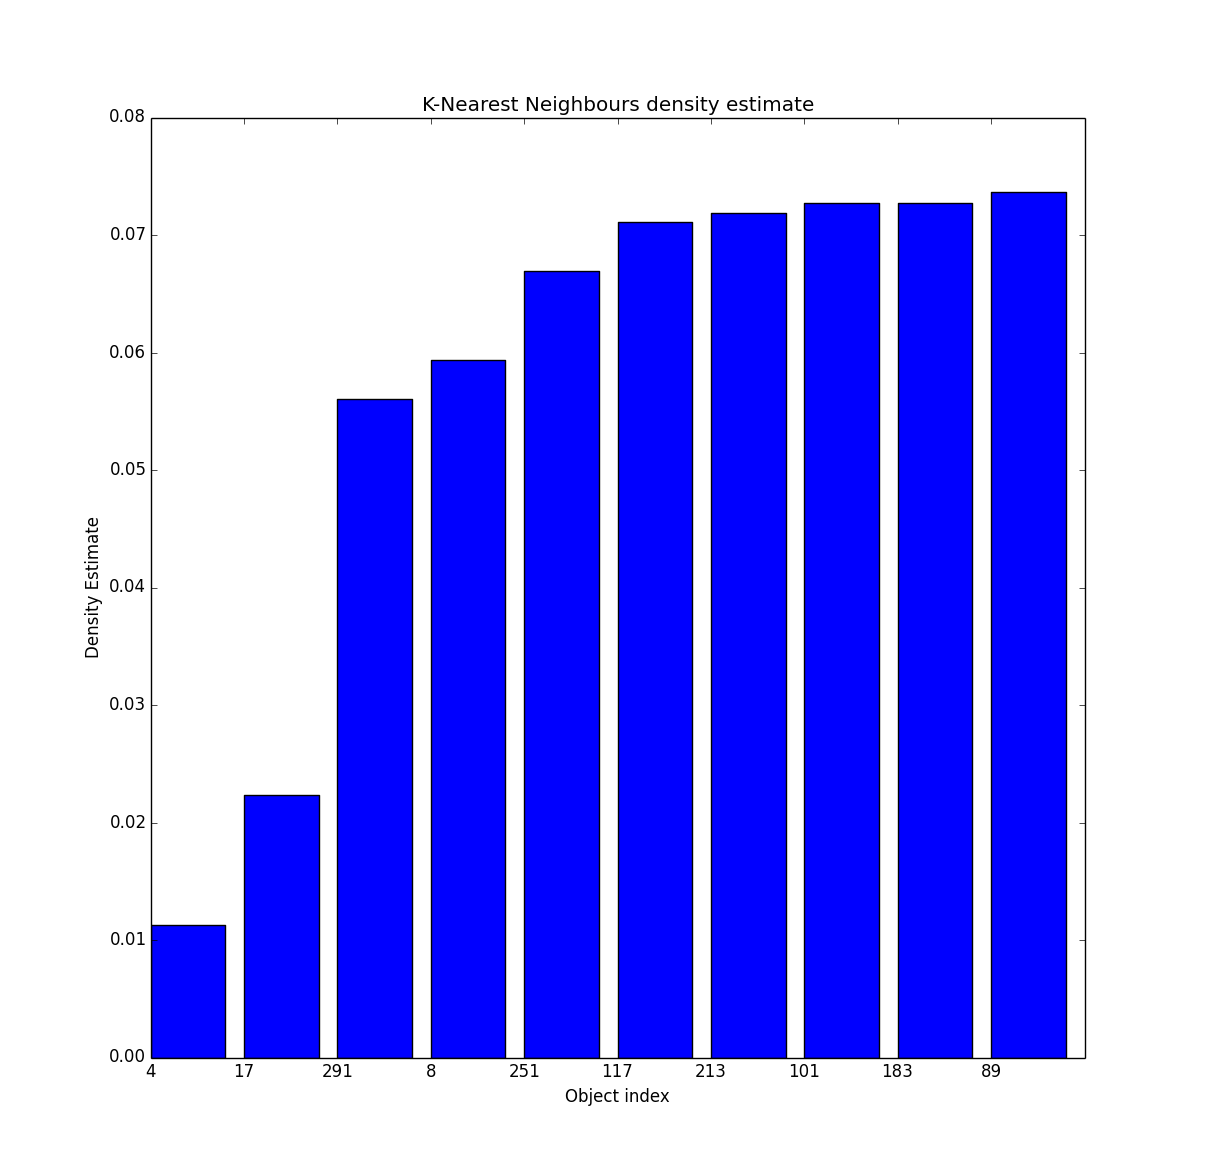 K-Nearest Neighbours density estimate
0.08
0.07
0.06
0.05
0.04
0.03
0.02
0.01
0.00
Density Estimate
4 17 291 8 251 117 213 101 183 89
Object index